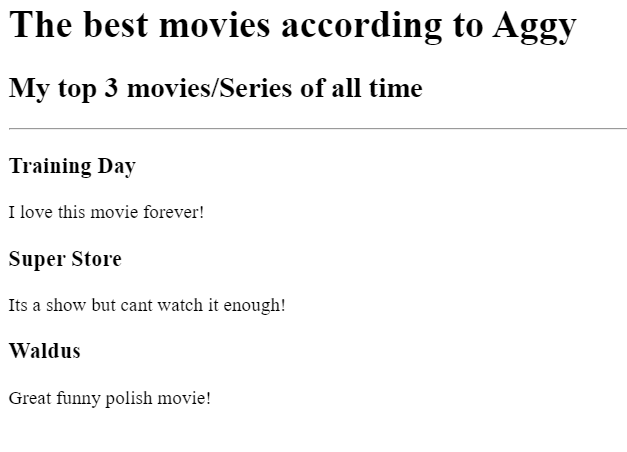 The best movies according to Aggy
My top 3 movies/Series of all time
Training Day
I love this movie forever!
Super Store
Its a show but cant watch it enough!
Waldus
Great funny polish movie!